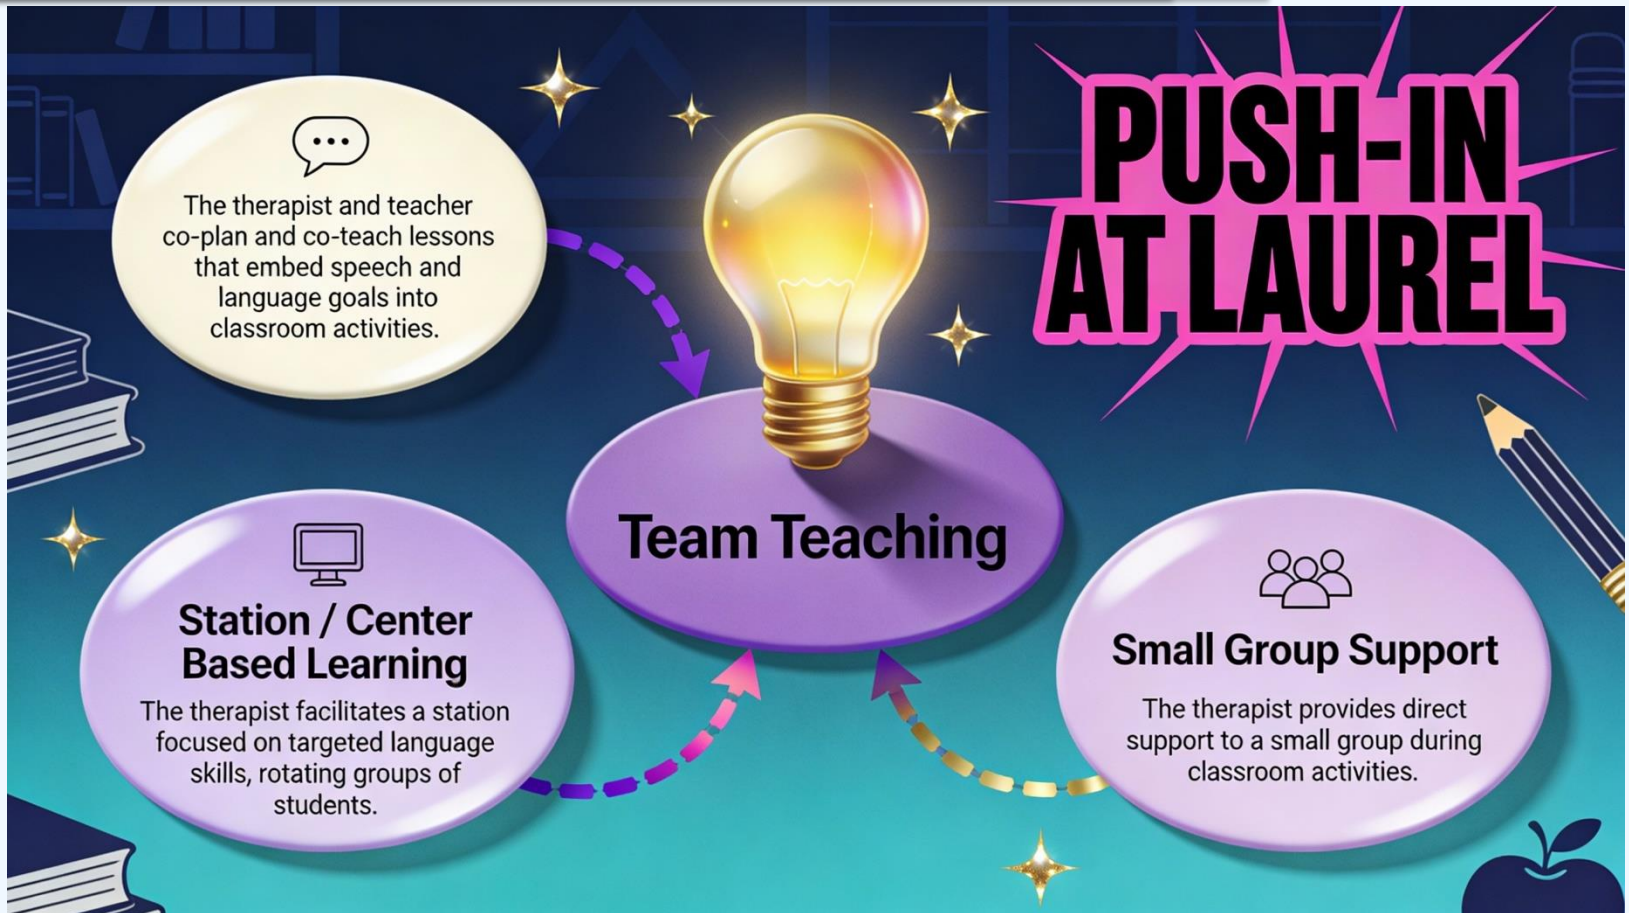 PUSH-IN
AT LAUREL
The therapist and teacher
co-plan and co-teach lessons
that embed speech and
language goals into
classroom activities.
Team Teaching
Station / Center
Based Learning
The therapist facilitates a station
focused on targeted language
skills, rotating groups of
students.
Small Group Support
The therapist provides direct
support to a small group during
classroom activities.